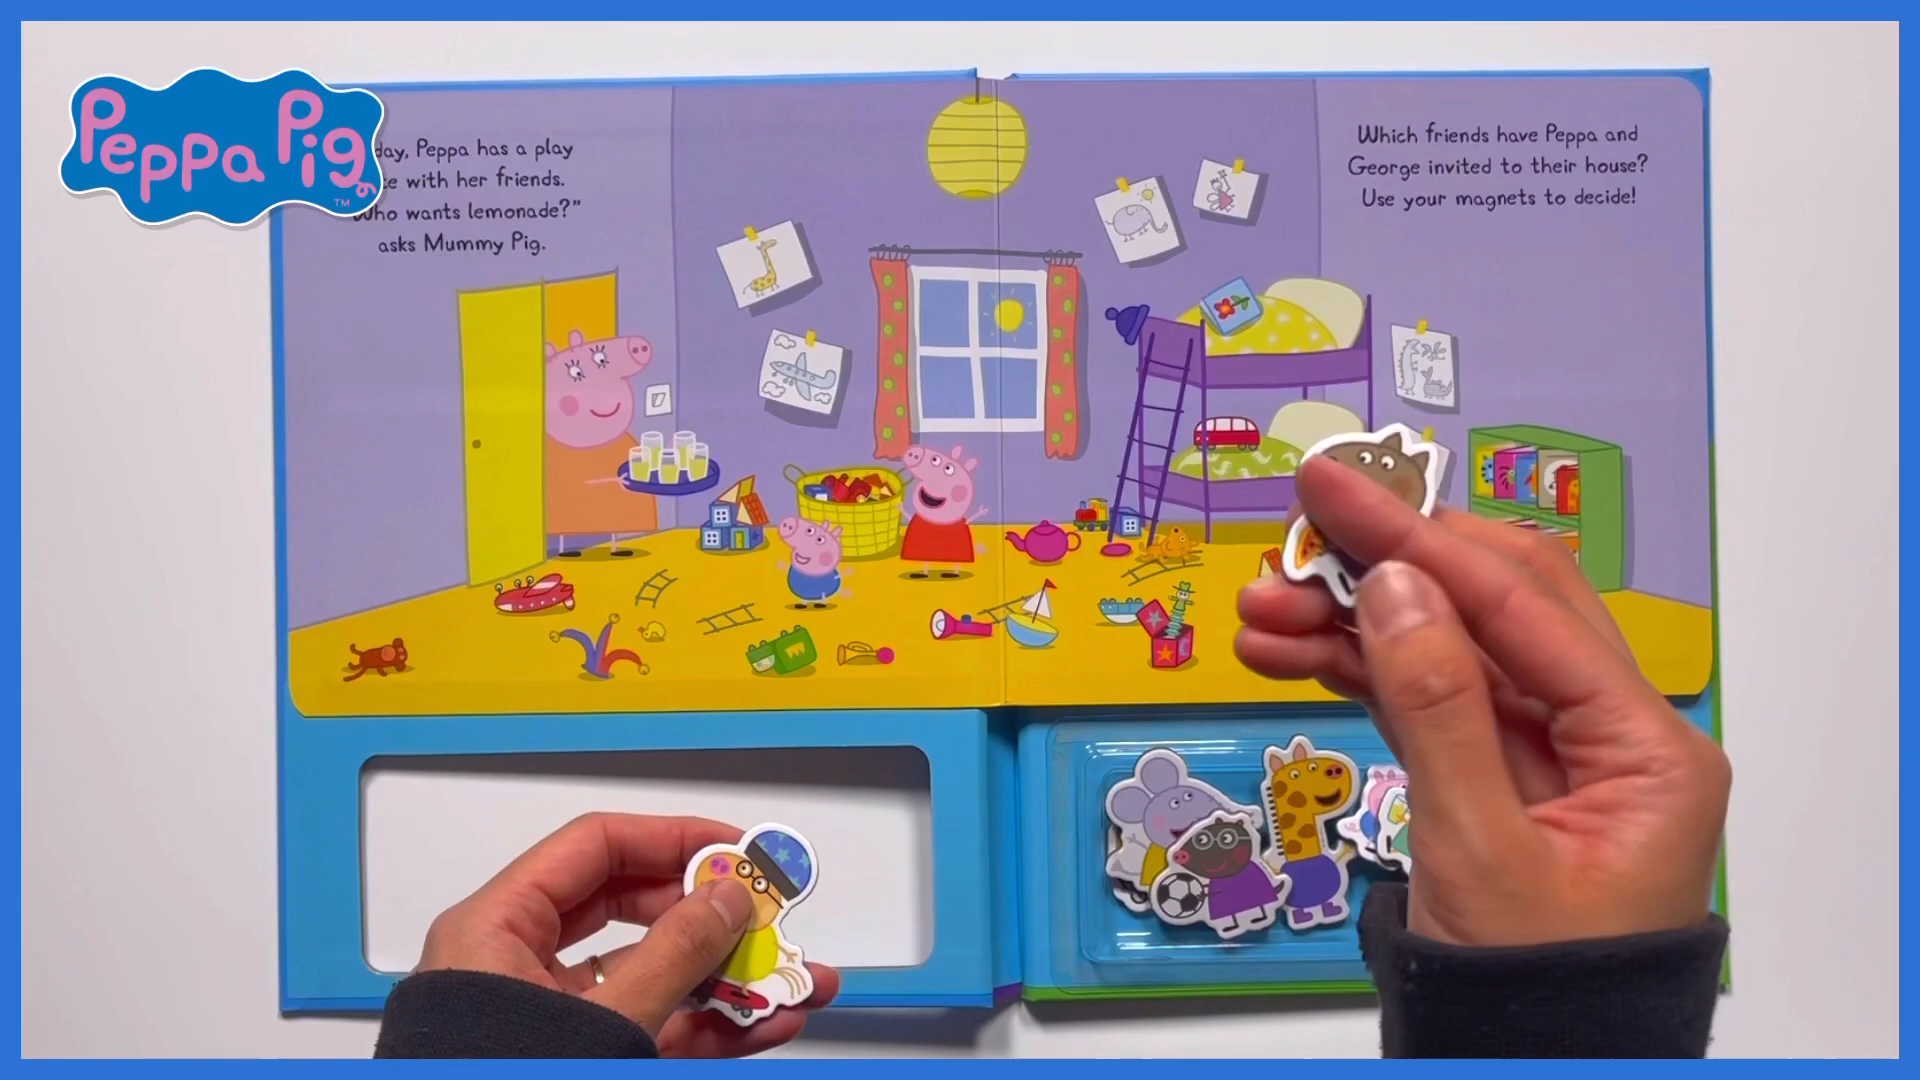 Peppa Pig
TM
day, Peppa has a play
with her friends.
Who wants lemonade?"
asks Mummy Pig.
Which friends have Peppa and
George invited to their house?
Use your magnets to decide!